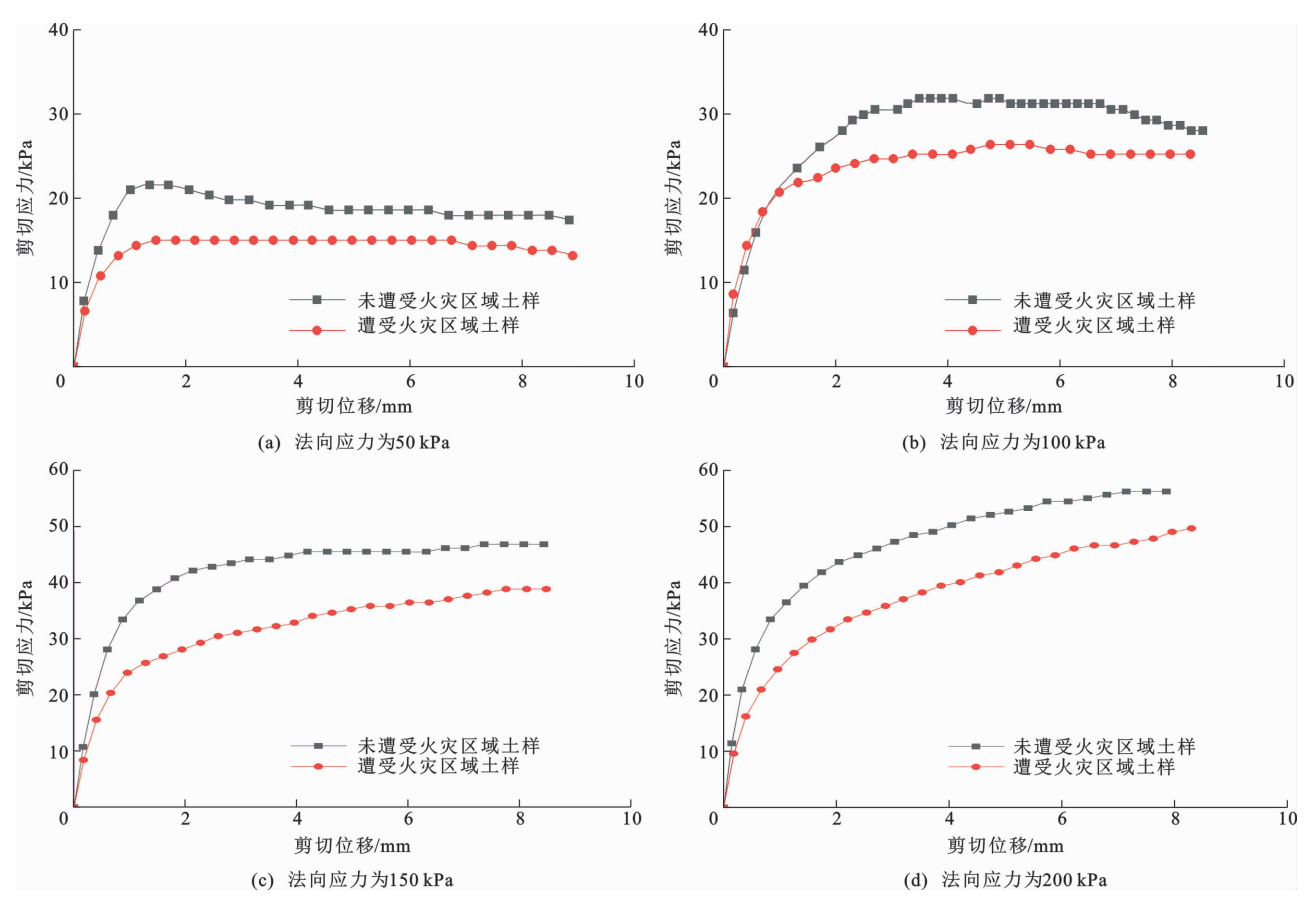 40
30
20
10
0
2
4
6
8
10
剪切应力/kPa
剪切位移/mm
未遭受火灾区域土样
遭受火灾区域土样
(a) 法向应力为50 kPa
40
30
20
10
0
2
4
6
8
10
剪切应力/kPa
剪切位移/mm
未遭受火灾区域土样
遭受火灾区域土样
(b) 法向应力为100 kPa
60
50
40
30
20
10
0
2
4
6
8
10
剪切应力/kPa
剪切位移/mm
未遭受火灾区域土样
遭受火灾区域土样
(c) 法向应力为150 kPa
60
50
40
30
20
10
0
2
4
6
8
10
剪切应力/kPa
剪切位移/mm
未遭受火灾区域土样
遭受火灾区域土样
(d) 法向应力为200 kPa